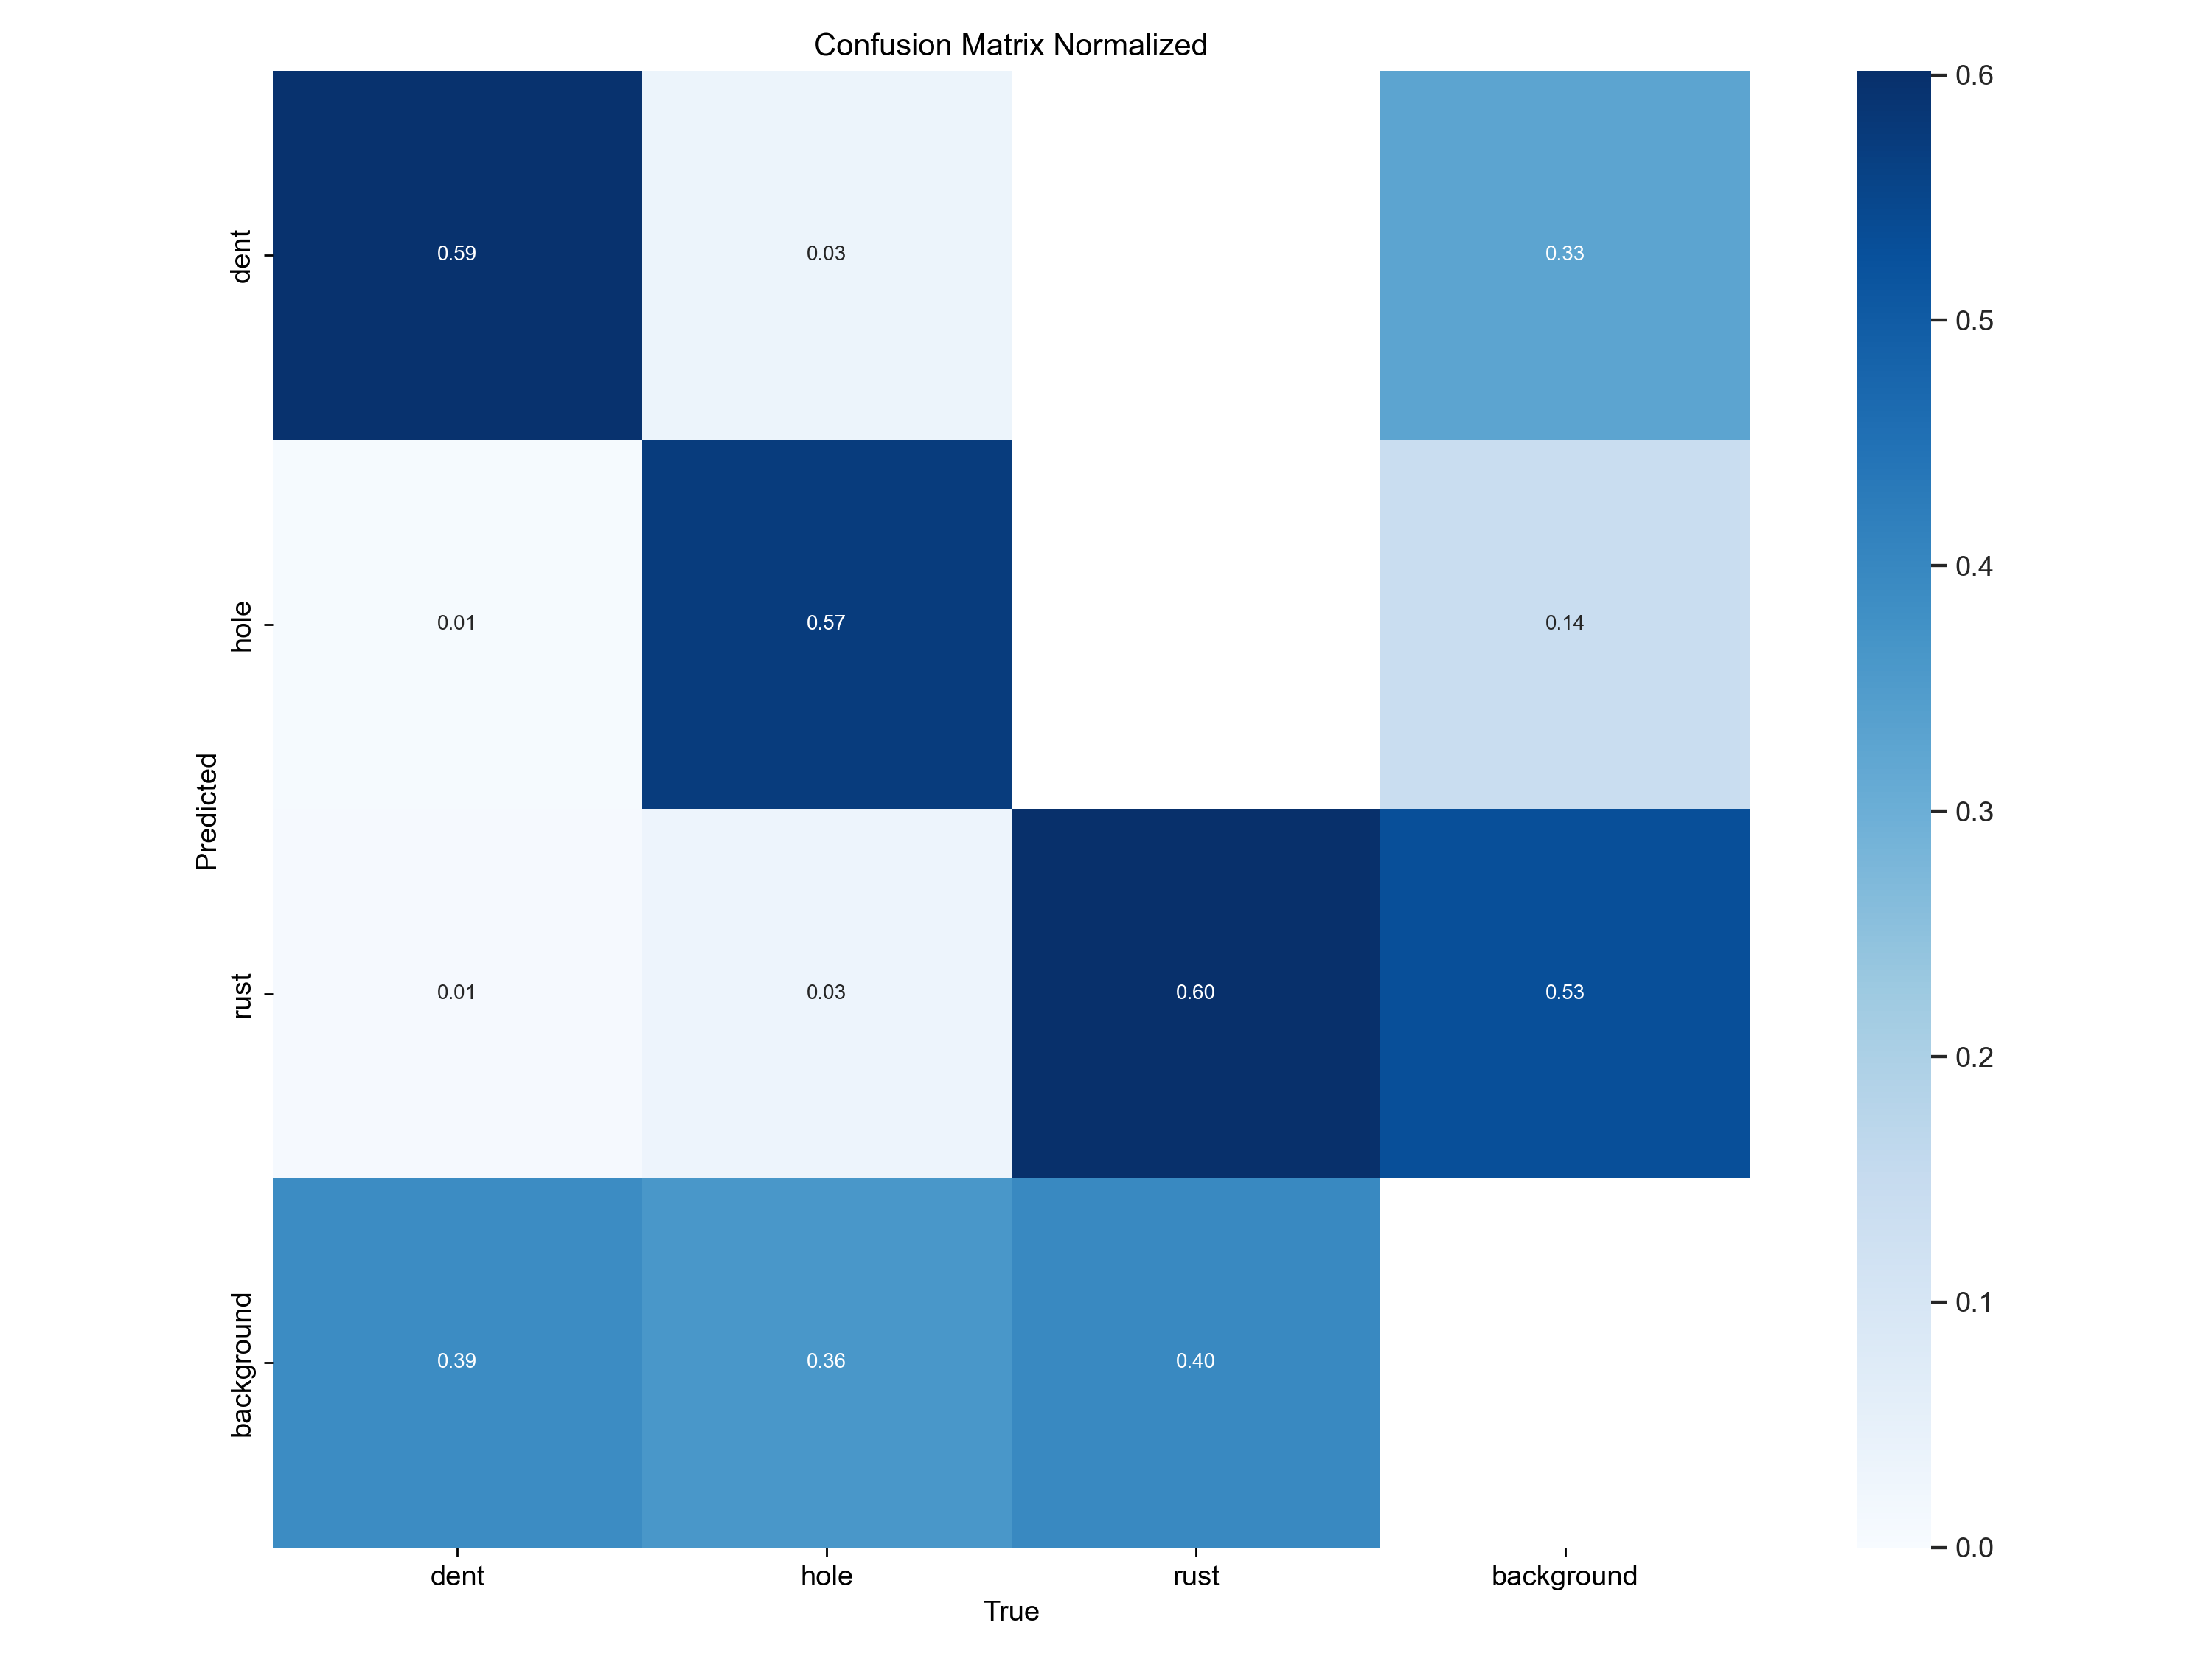 Confusion Matrix Normalized
dent
0.59
0.03
0.33
hole
0.01
0.57
0.14
rust
0.01
0.03
0.60
0.53
background
0.39
0.36
0.40
Predicted
dent
hole
rust
background
True
0.6
0.5
0.4
0.3
0.2
0.1
0.0